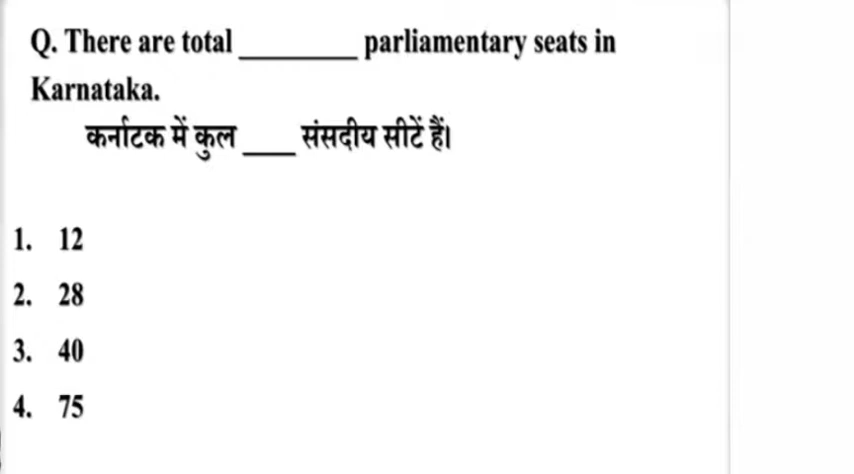 Q. There are total ________ parliamentary seats in
Karnataka.
कर्नाटक में कुल ____ संसदीय सीटें हैं।
1. 12
2. 28
3. 40
4. 75